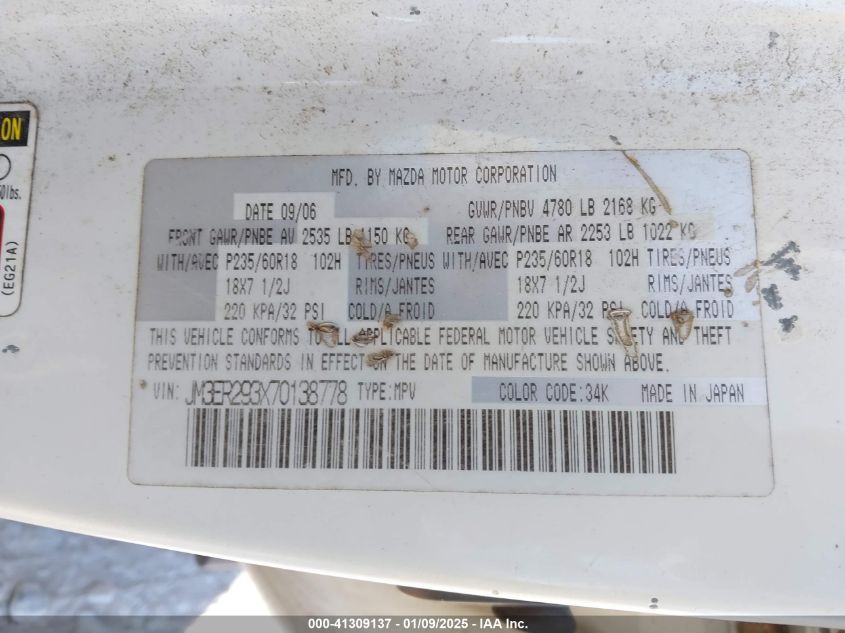 ON
50lbs.
(EG21A)
MFD. BY MAZDA MOTOR CORPORATION
DATE 09/06 GVWR/PNBV 4780 LB 2168 KG
FRONT GAWR/PNBE AV 2535 LB 1150 KG REAR GAWR/PNBE AR 2253 LB 1022 KG
WITH/AVEC P235/60R18 102H TIRES/PNEUS WITH/AVEC P235/60R18 102H TIRES/PNEUS
18X7 1/2J RIMS/JANTES 18X7 1/2J RIMS/JANTES
220 KPA/32 PSI COLD/A FROID 220 KPA/32 PSI COLD/A FROID
THIS VEHICLE CONFORMS TO ALL APPLICABLE FEDERAL MOTOR VEHICLE SAFETY AND THEFT
PREVENTION STANDARDS IN EFFECT ON THE DATE OF MANUFACTURE SHOWN ABOVE.
VIN: JM3ER293X70138778 TYPE:MPV COLOR CODE:34K MADE IN JAPAN
000-41309137 - 01/09/2025 - IAA